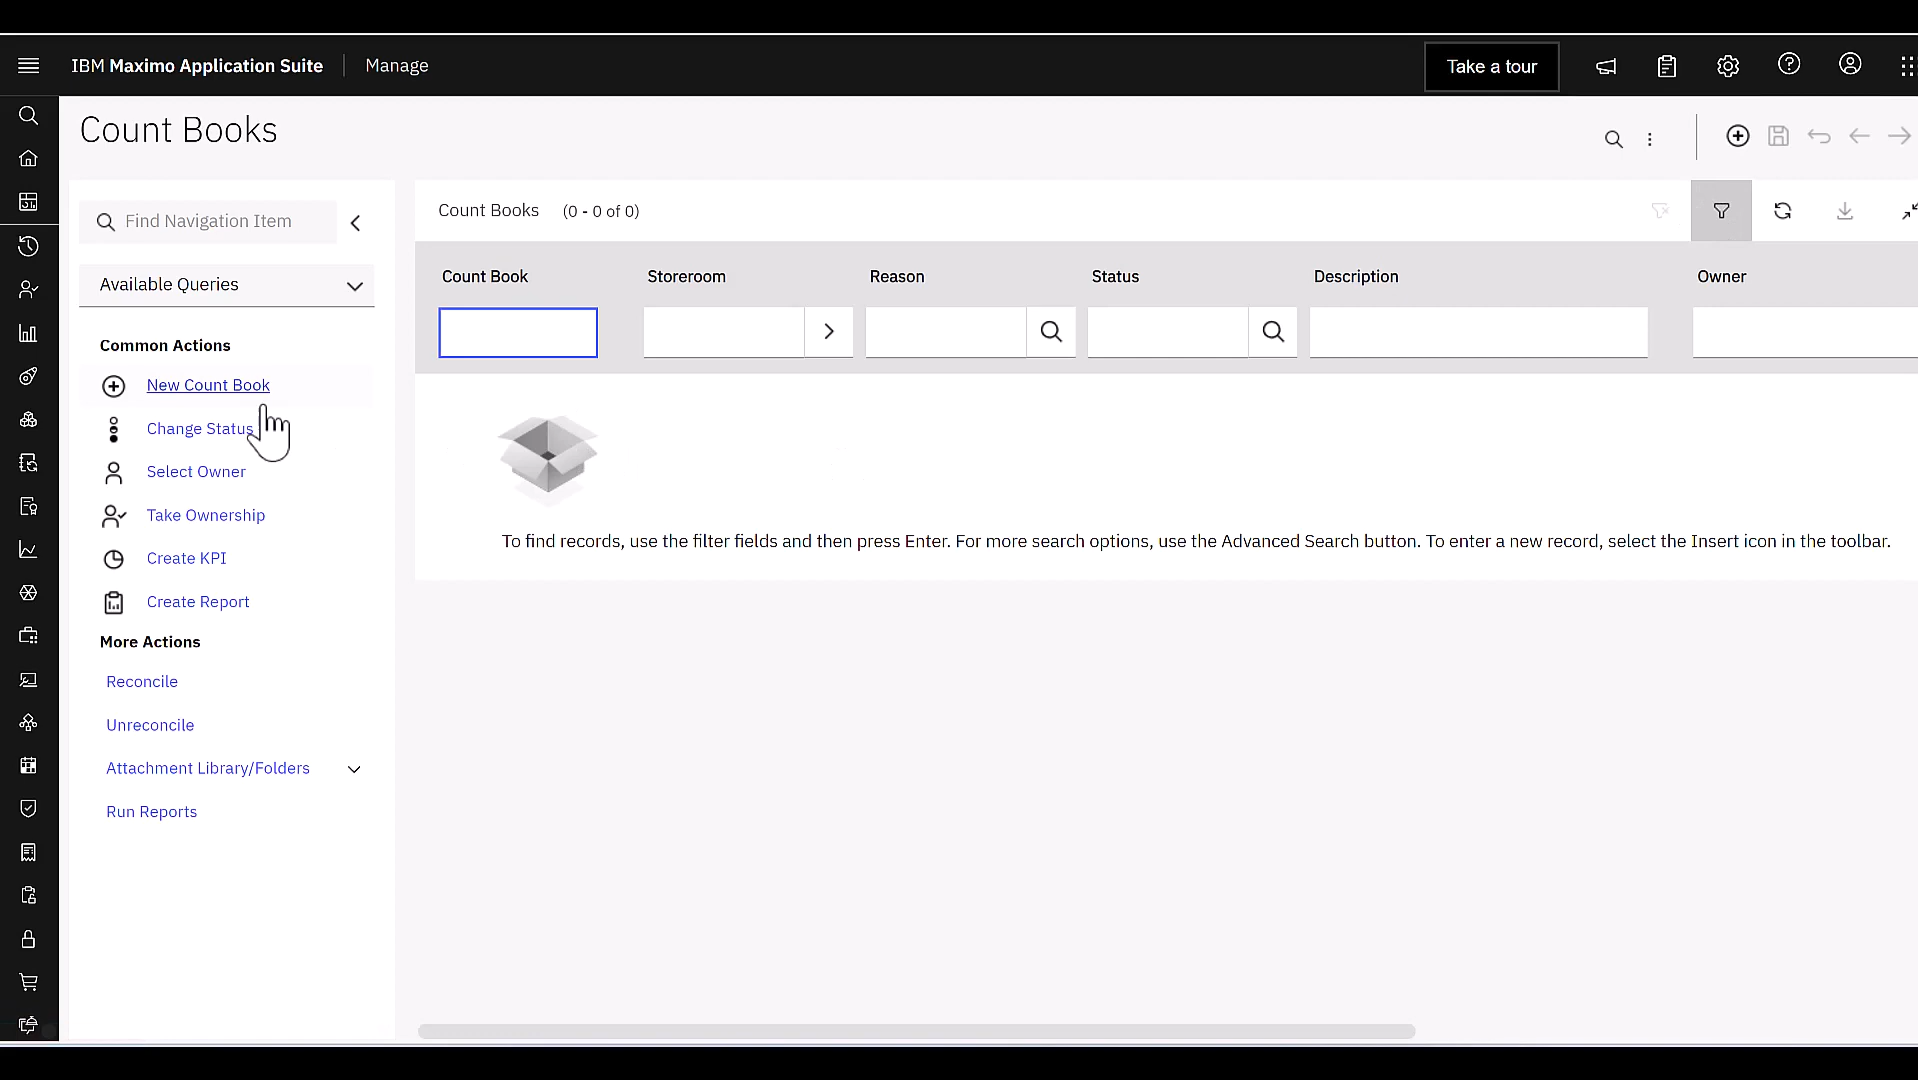 IBM Maximo Application Suite
Manage
Take a tour
Count Books
Find Navigation Item
Available Queries
Common Actions
New Count Book
Change Status
Select Owner
Take Ownership
Create KPI
Create Report
More Actions
Reconcile
Unreconcile
Attachment Library/Folders
Run Reports
Count Books (0 - 0 of 0)
Count Book Storeroom Reason Status Description Owner
To find records, use the filter fields and then press Enter. For more search options, use the Advanced Search button. To enter a new record, select the Insert icon in the toolbar.